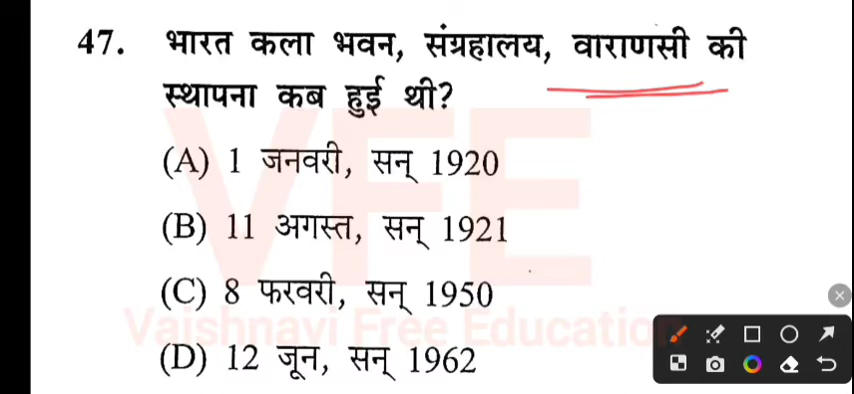 47. भारत कला भवन, संग्रहालय, वाराणसी की
स्थापना कब हुई थी?
(A) 1 जनवरी, सन् 1920
(B) 11 अगस्त, सन् 1921
(C) 8 फरवरी, सन् 1950
(D) 12 जून, सन् 1962
VFE
Vaishnavi Free Education